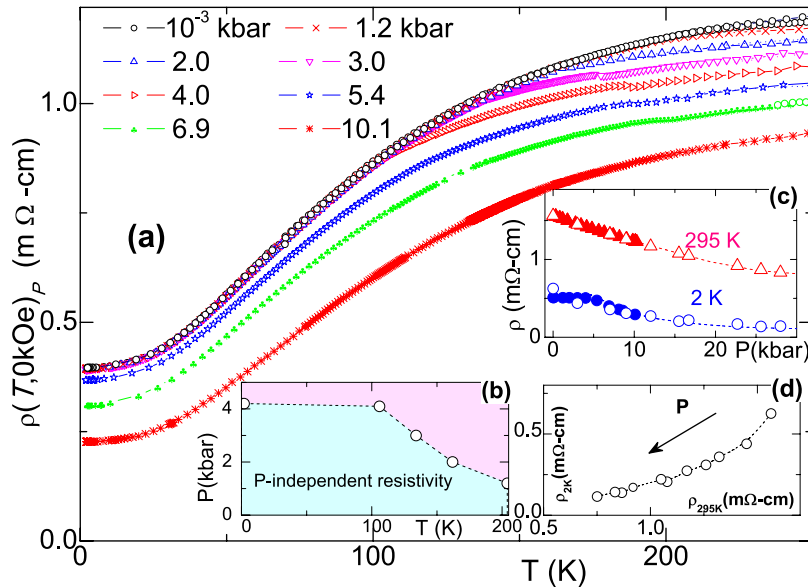 10⁻³ kbar 1.2 kbar
2.0 3.0
4.0 5.4
6.9 10.1
(a)
ρ(T,0kOe)P (m Ω -cm)
1.0
0.5
0.0
0 100 200
T (K)
(b)
P(kbar)
4
2
0
P-independent resistivity
0 100 T (K) 200
(c)
ρ (mΩ-cm)
1
0
295 K
2 K
0 10 20 P(kbar)
(d)
P
ρ2K(mΩ-cm)
0.5
0.0
ρ295K(mΩ-cm)
0.5 1.0